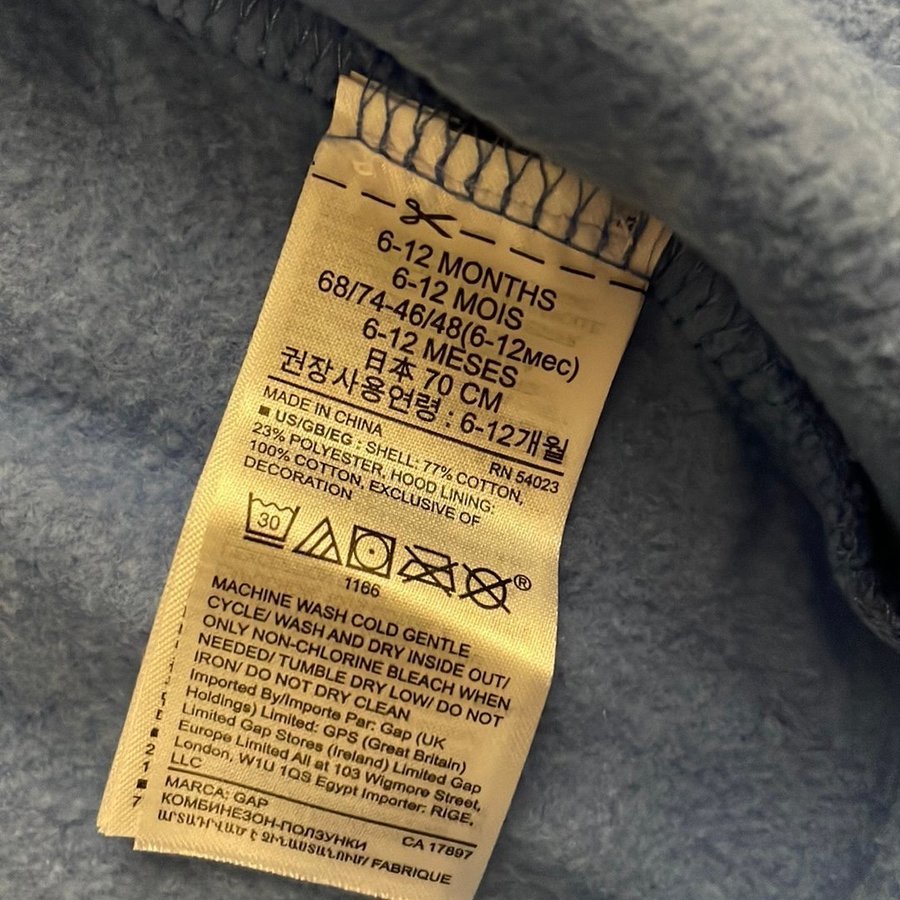 6-12 MONTHS
6-12 MOIS
68/74-46/48(6-12мес)
6-12 MESES
日本 70 CM
권장사용연령 : 6-12개월
MADE IN CHINA
RN 54023
■ US/GB/EG : SHELL: 77% COTTON,
23% POLYESTER, HOOD LINING:
100% COTTON, EXCLUSIVE OF
DECORATION
30
®
1166
MACHINE WASH COLD GENTLE
CYCLE/ WASH AND DRY INSIDE OUT/
ONLY NON-CHLORINE BLEACH WHEN
NEEDED/ TUMBLE DRY LOW/ DO NOT
IRON/ DO NOT DRY CLEAN
Imported By/Importe Par: Gap (UK
Holdings) Limited: GPS (Great Britain)
Limited Gap Stores (Ireland) Limited Gap
Europe Limited All at 103 Wigmore Street,
London, W1U 1QS Egypt Importer: RIGE,
LLC
MARCA: GAP
CA 17897
КОМБИНЕЗОН-ПОЛЗУНКИ
ԱՐՏԱԴՐՎԱԾ Է ՉԻՆԱՍՏԱՆՈՒՄ/ FABRIQUE